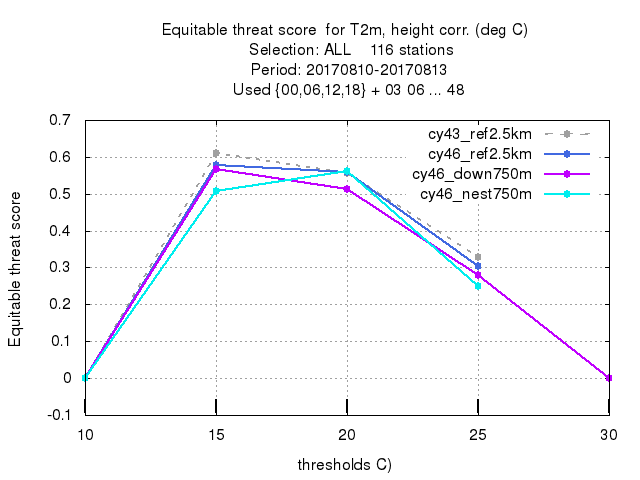 Equitable threat score  for T2m, height corr. (deg C)
Selection: ALL    116 stations
Period: 20170810-20170813
Used {00,06,12,18} + 03 06 ... 48
cy43_ref2.5km
cy46_ref2.5km
cy46_down750m
cy46_nest750m
Equitable threat score
0.7
0.6
0.5
0.4
0.3
0.2
0.1
0
-0.1
10 15 20 25 30
thresholds C)